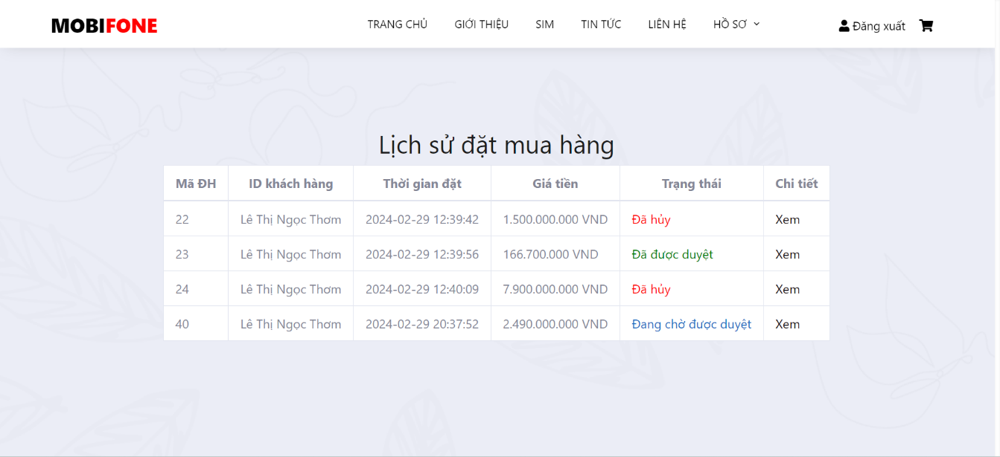 MOBIFONE TRANG CHỦ GIỚI THIỆU SIM TIN TỨC LIÊN HỆ HỒ SƠ Đăng xuất
Lịch sử đặt mua hàng
Mã ĐH ID khách hàng Thời gian đặt Giá tiền Trạng thái Chi tiết
22 Lê Thị Ngọc Thơm 2024-02-29 12:39:42 1.500.000.000 VND Đã hủy Xem
23 Lê Thị Ngọc Thơm 2024-02-29 12:39:56 166.700.000 VND Đã được duyệt Xem
24 Lê Thị Ngọc Thơm 2024-02-29 12:40:09 7.900.000.000 VND Đã hủy Xem
40 Lê Thị Ngọc Thơm 2024-02-29 20:37:52 2.490.000.000 VND Đang chờ được duyệt Xem